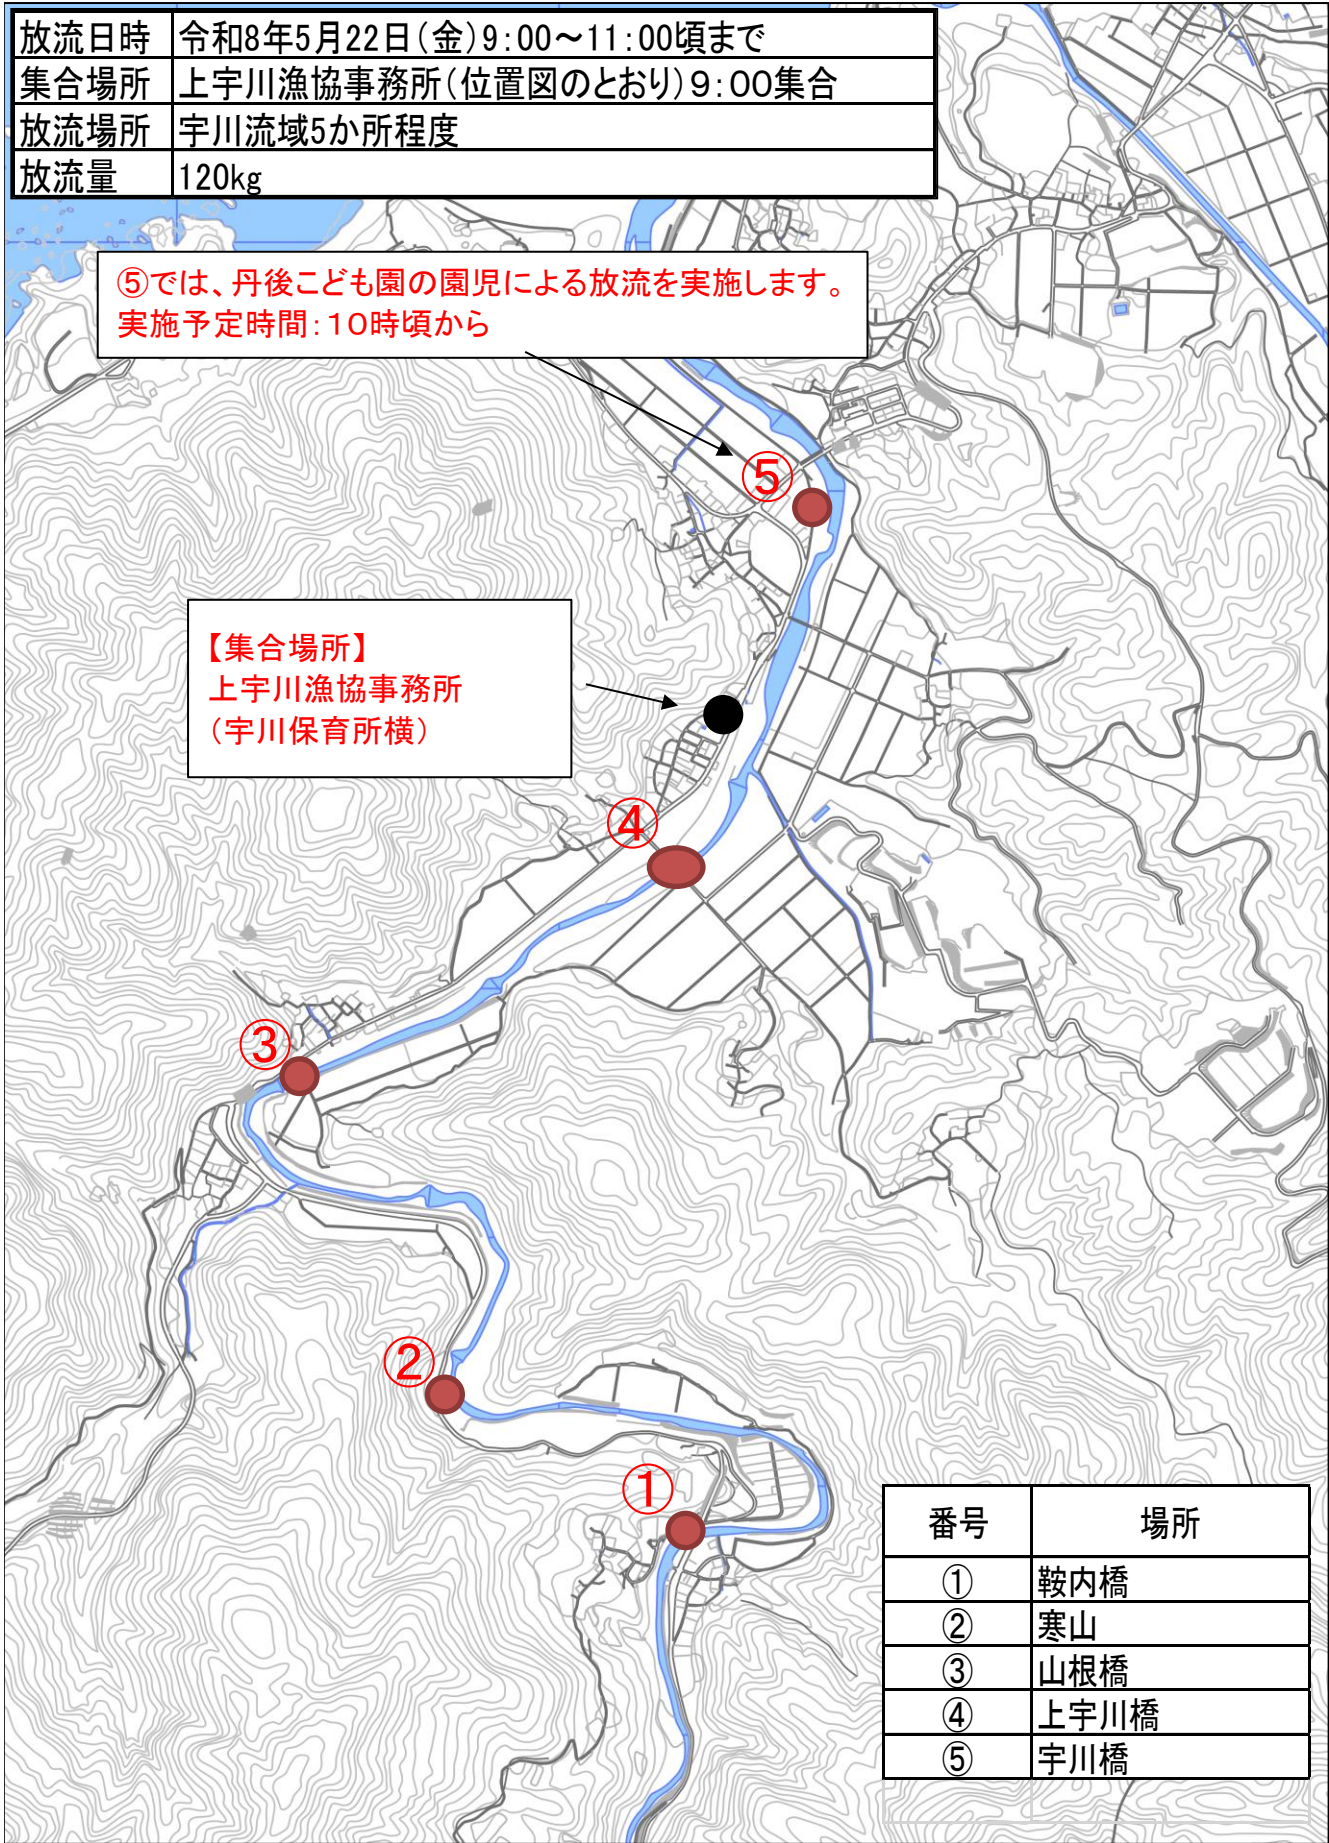 放流日時 令和8年5月22日(金)9:00～11:00頃まで
集合場所 上宇川漁協事務所(位置図のとおり)9:00集合
放流場所 宇川流域5か所程度
放流量 120kg
⑤では、丹後こども園の園児による放流を実施します。
実施予定時間:10時頃から
⑤
【集合場所】
上宇川漁協事務所
（宇川保育所横）
④
③
②
①
番号 場所
① 鞍内橋
② 寒山
③ 山根橋
④ 上宇川橋
⑤ 宇川橋